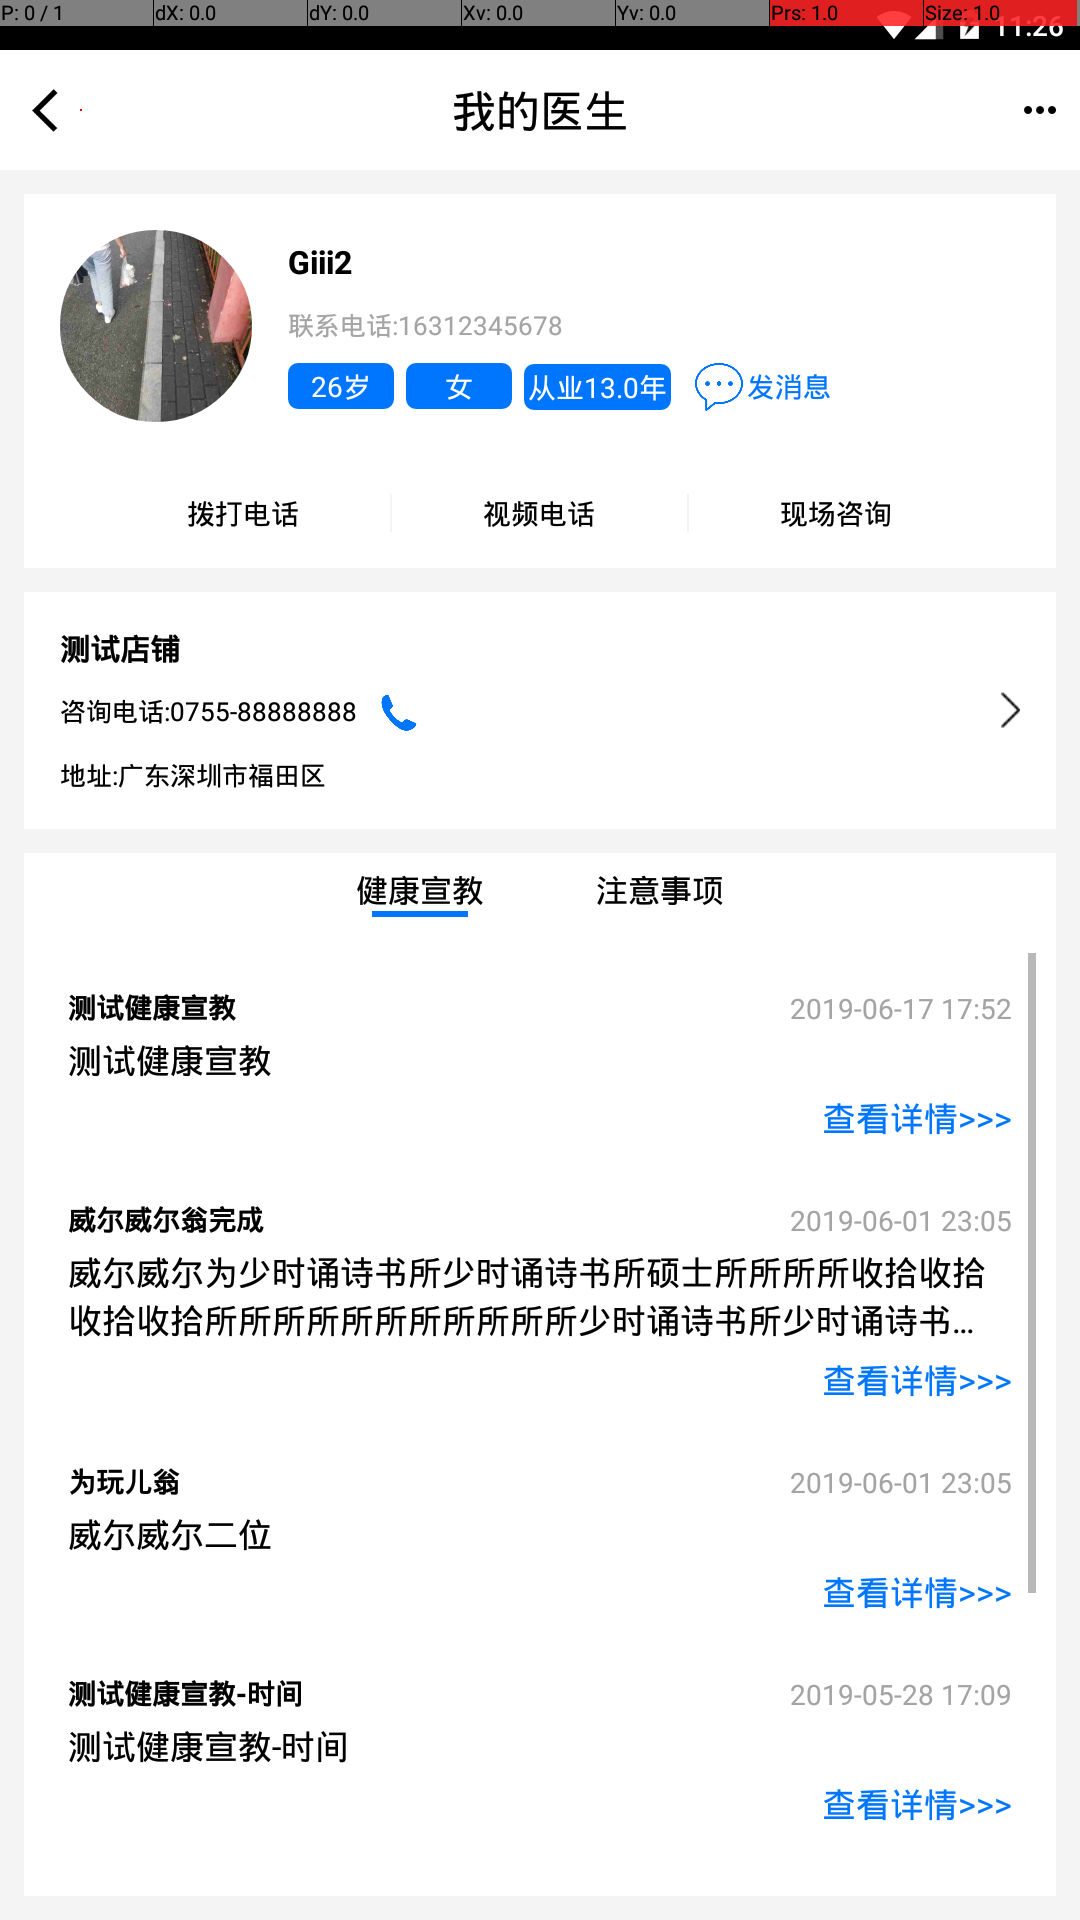 P: 0 / 1 dX: 0.0 dY: 0.0 Xv: 0.0 Yv: 0.0 Prs: 1.0 Size: 1.0
11:26
我的医生
Giii2
联系电话:16312345678
26岁 女 从业13.0年 发消息
拨打电话 视频电话 现场咨询
测试店铺
咨询电话:0755-88888888
地址:广东深圳市福田区
健康宣教 注意事项
测试健康宣教 2019-06-17 17:52
测试健康宣教
查看详情>>>
威尔威尔翁完成 2019-06-01 23:05
威尔威尔为少时诵诗书所少时诵诗书所硕士所所所所收拾收拾
收拾收拾所所所所所所所所所所所少时诵诗书所少时诵诗书...
查看详情>>>
为玩儿翁 2019-06-01 23:05
威尔威尔二位
查看详情>>>
测试健康宣教-时间 2019-05-28 17:09
测试健康宣教-时间
查看详情>>>